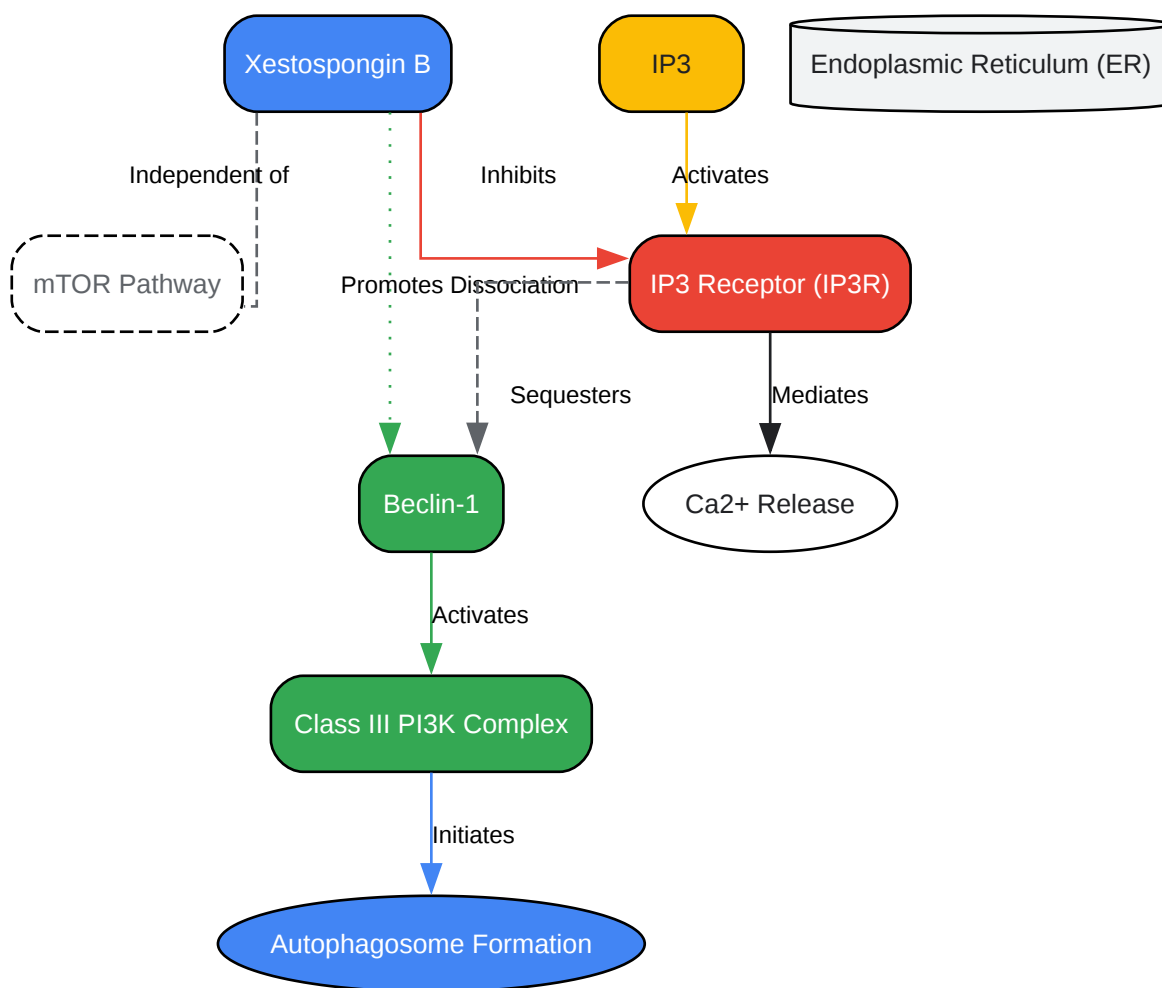 Xestospongin B
IP3
Endoplasmic Reticulum (ER)
Independent of
Inhibits
Activates
mTOR Pathway
Promotes Dissociation
IP3 Receptor (IP3R)
Sequesters
Mediates
Beclin-1
Ca2+ Release
Activates
Class III PI3K Complex
Initiates
Autophagosome Formation